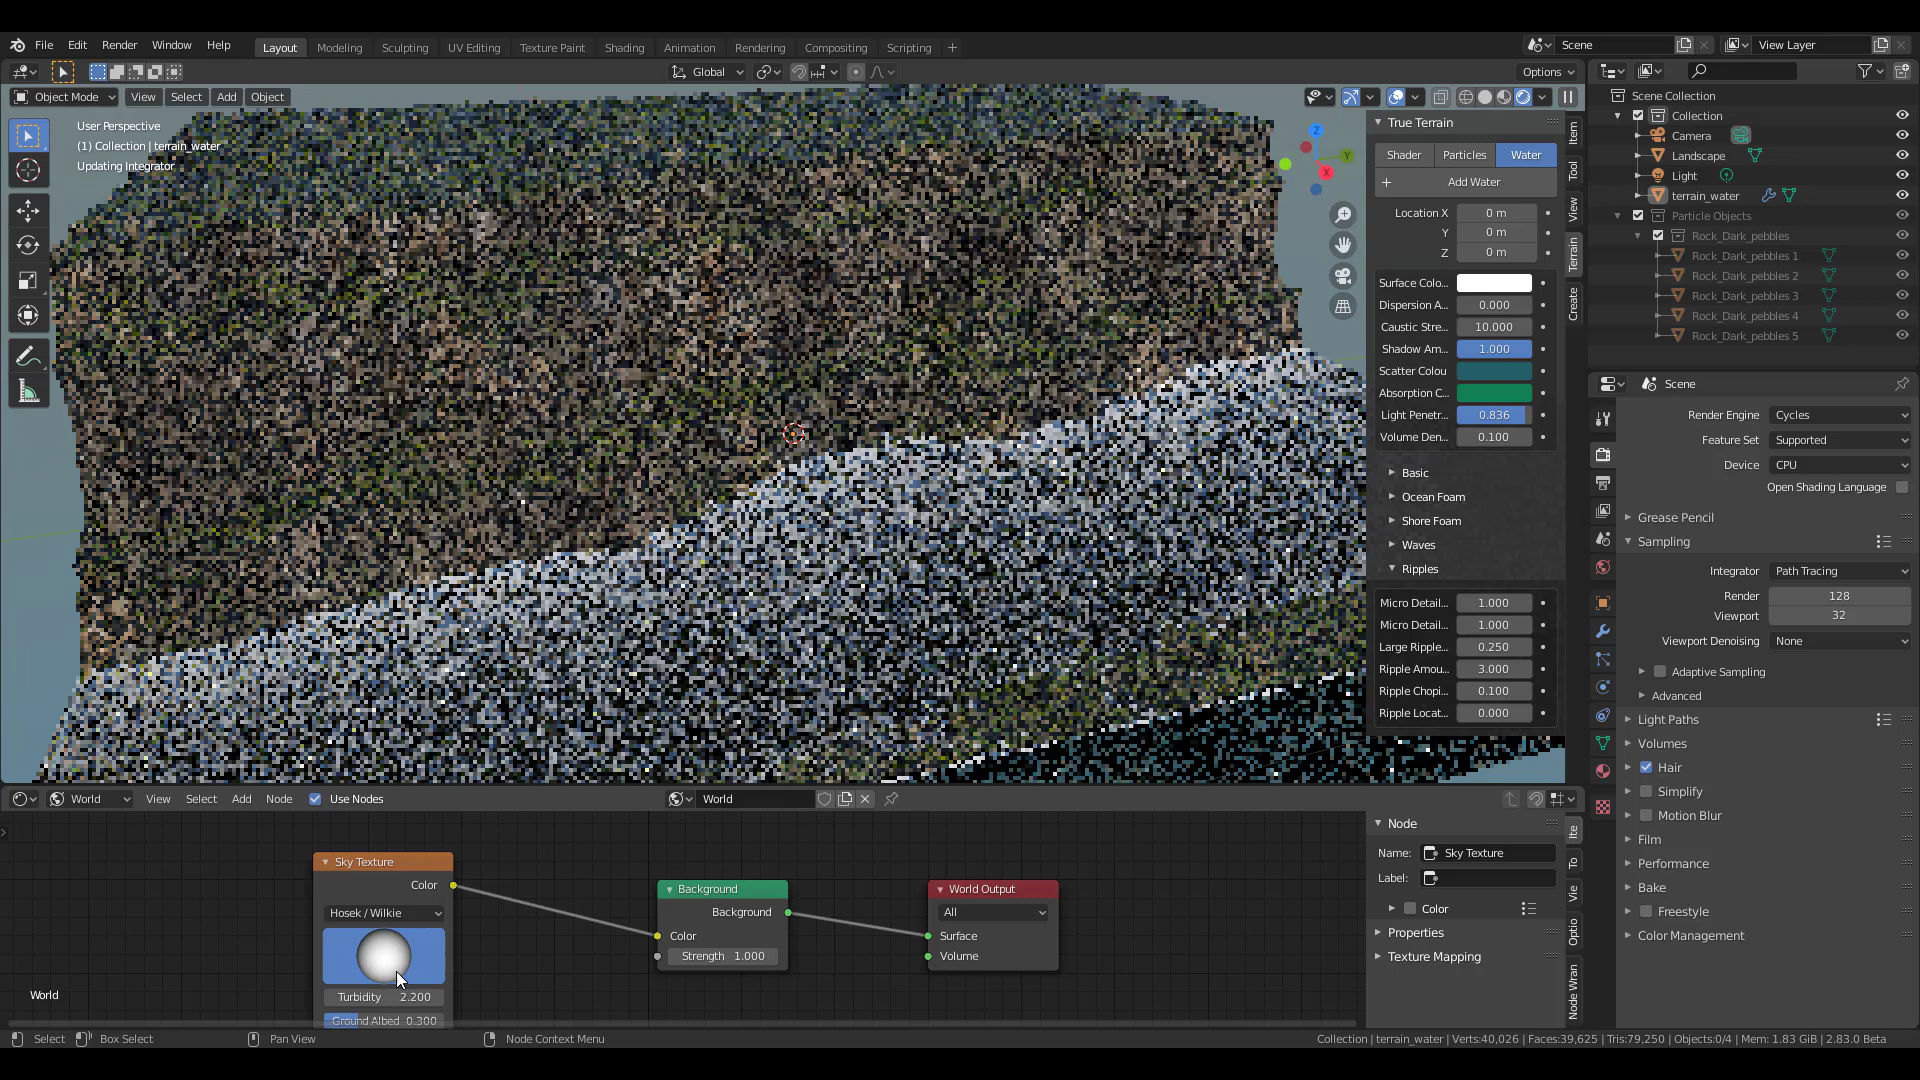 File Edit Render Window Help Layout Modeling Sculpting UV Editing Texture Paint Shading Animation Rendering Compositing Scripting + Scene View Layer
Global Options
Object Mode View Select Add Object
User Perspective
(1) Collection | terrain_water
Updating Integrator
Z
Y
X
True Terrain
Shader Particles Water
+ Add Water
Location X 0 m
Y 0 m
Z 0 m
Surface Colo... 
Dispersion A... 0.000
Caustic Stre... 10.000
Shadow Am... 1.000
Scatter Colou
Absorption C...
Light Penetr... 0.836
Volume Den... 0.100
Basic
Ocean Foam
Shore Foam
Waves
Ripples
Micro Detail... 1.000
Micro Detail... 1.000
Large Ripple... 0.250
Ripple Amou... 3.000
Ripple Chopi... 0.100
Ripple Locat... 0.000
Item
Tool
View
Terrain
Create
Scene Collection
Collection
Camera
Landscape
Light
terrain_water
Particle Objects
Rock_Dark_pebbles
Rock_Dark_pebbles 1
Rock_Dark_pebbles 2
Rock_Dark_pebbles 3
Rock_Dark_pebbles 4
Rock_Dark_pebbles 5
Scene
Render Engine Cycles
Feature Set Supported
Device CPU
Open Shading Language
Grease Pencil
Sampling
Integrator Path Tracing
Render 128
Viewport 32
Viewport Denoising None
Adaptive Sampling
Advanced
Light Paths
Volumes
Hair
Simplify
Motion Blur
Film
Performance
Bake
Freestyle
Color Management
World View Select Add Node Use Nodes World
Sky Texture
Color
Hosek / Wilkie
Turbidity 2.200
Ground Albed 0.300
Background
Background
Color
Strength 1.000
World Output
All
Surface
Volume
World
Node
Name: Sky Texture
Label:
Color
Properties
Texture Mapping
Ite
To
Vie
Optio
Node Wran
Select Box Select Pan View Node Context Menu Collection | terrain_water | Verts:40,026 | Faces:39,625 | Tris:79,250 | Objects:0/4 | Mem: 1.83 GiB | 2.83.0 Beta